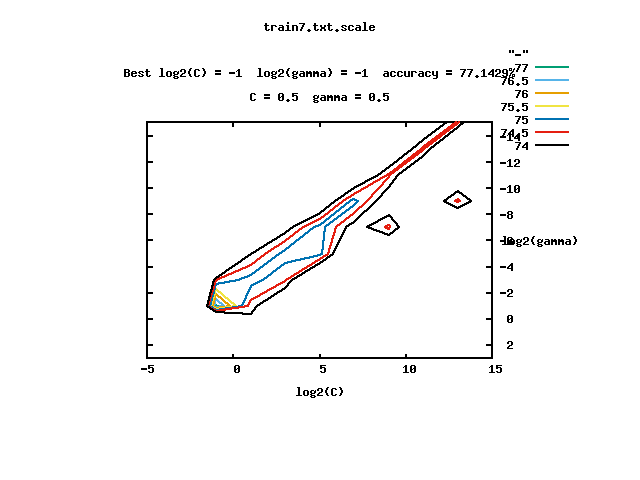 train7.txt.scale
"-"
Best log2(C) = -1  log2(gamma) = -1  accuracy = 77.1429%
77
76.5
C = 0.5  gamma = 0.5
76
75.5
75
74.5
74
-14
-12
-10
-8
-6
log2(gamma)
-4
-2
0
2
-5 0 5 10 15
log2(C)